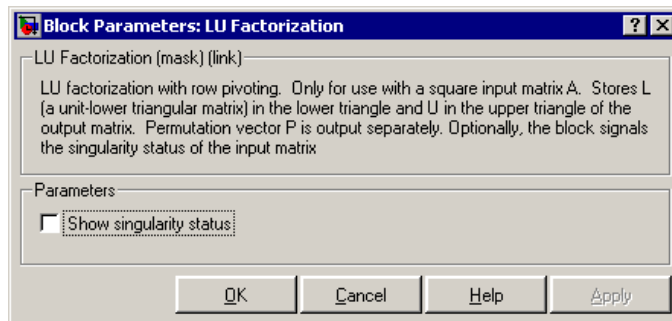 Block Parameters: LU Factorization
LU Factorization (mask) (link)
LU factorization with row pivoting. Only for use with a square input matrix A. Stores L
(a unit-lower triangular matrix) in the lower triangle and U in the upper triangle of the
output matrix. Permutation vector P is output separately. Optionally, the block signals
the singularity status of the input matrix
Parameters
Show singularity status
OK Cancel Help Apply